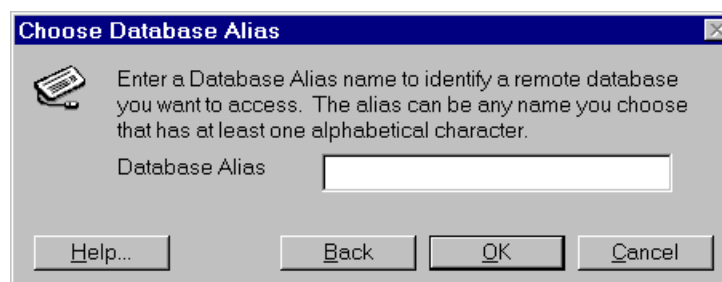 Choose Database Alias
Enter a Database Alias name to identify a remote database
you want to access. The alias can be any name you choose
that has at least one alphabetical character.
Database Alias
Help...
Back
OK
Cancel